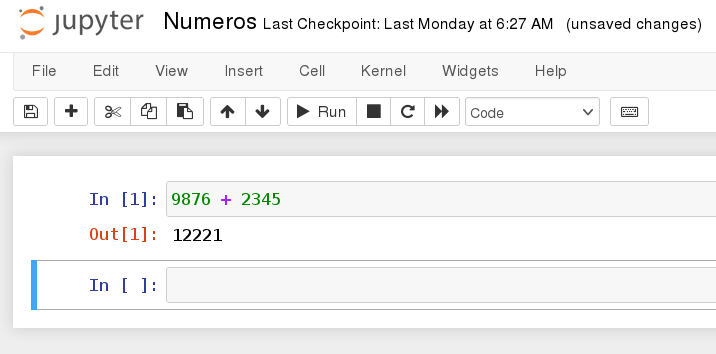 jupyter Numeros Last Checkpoint: Last Monday at 6:27 AM (unsaved changes)
File Edit View Insert Cell Kernel Widgets Help
Run Code
In [1]: 9876 + 2345
Out[1]: 12221
In [ ]: